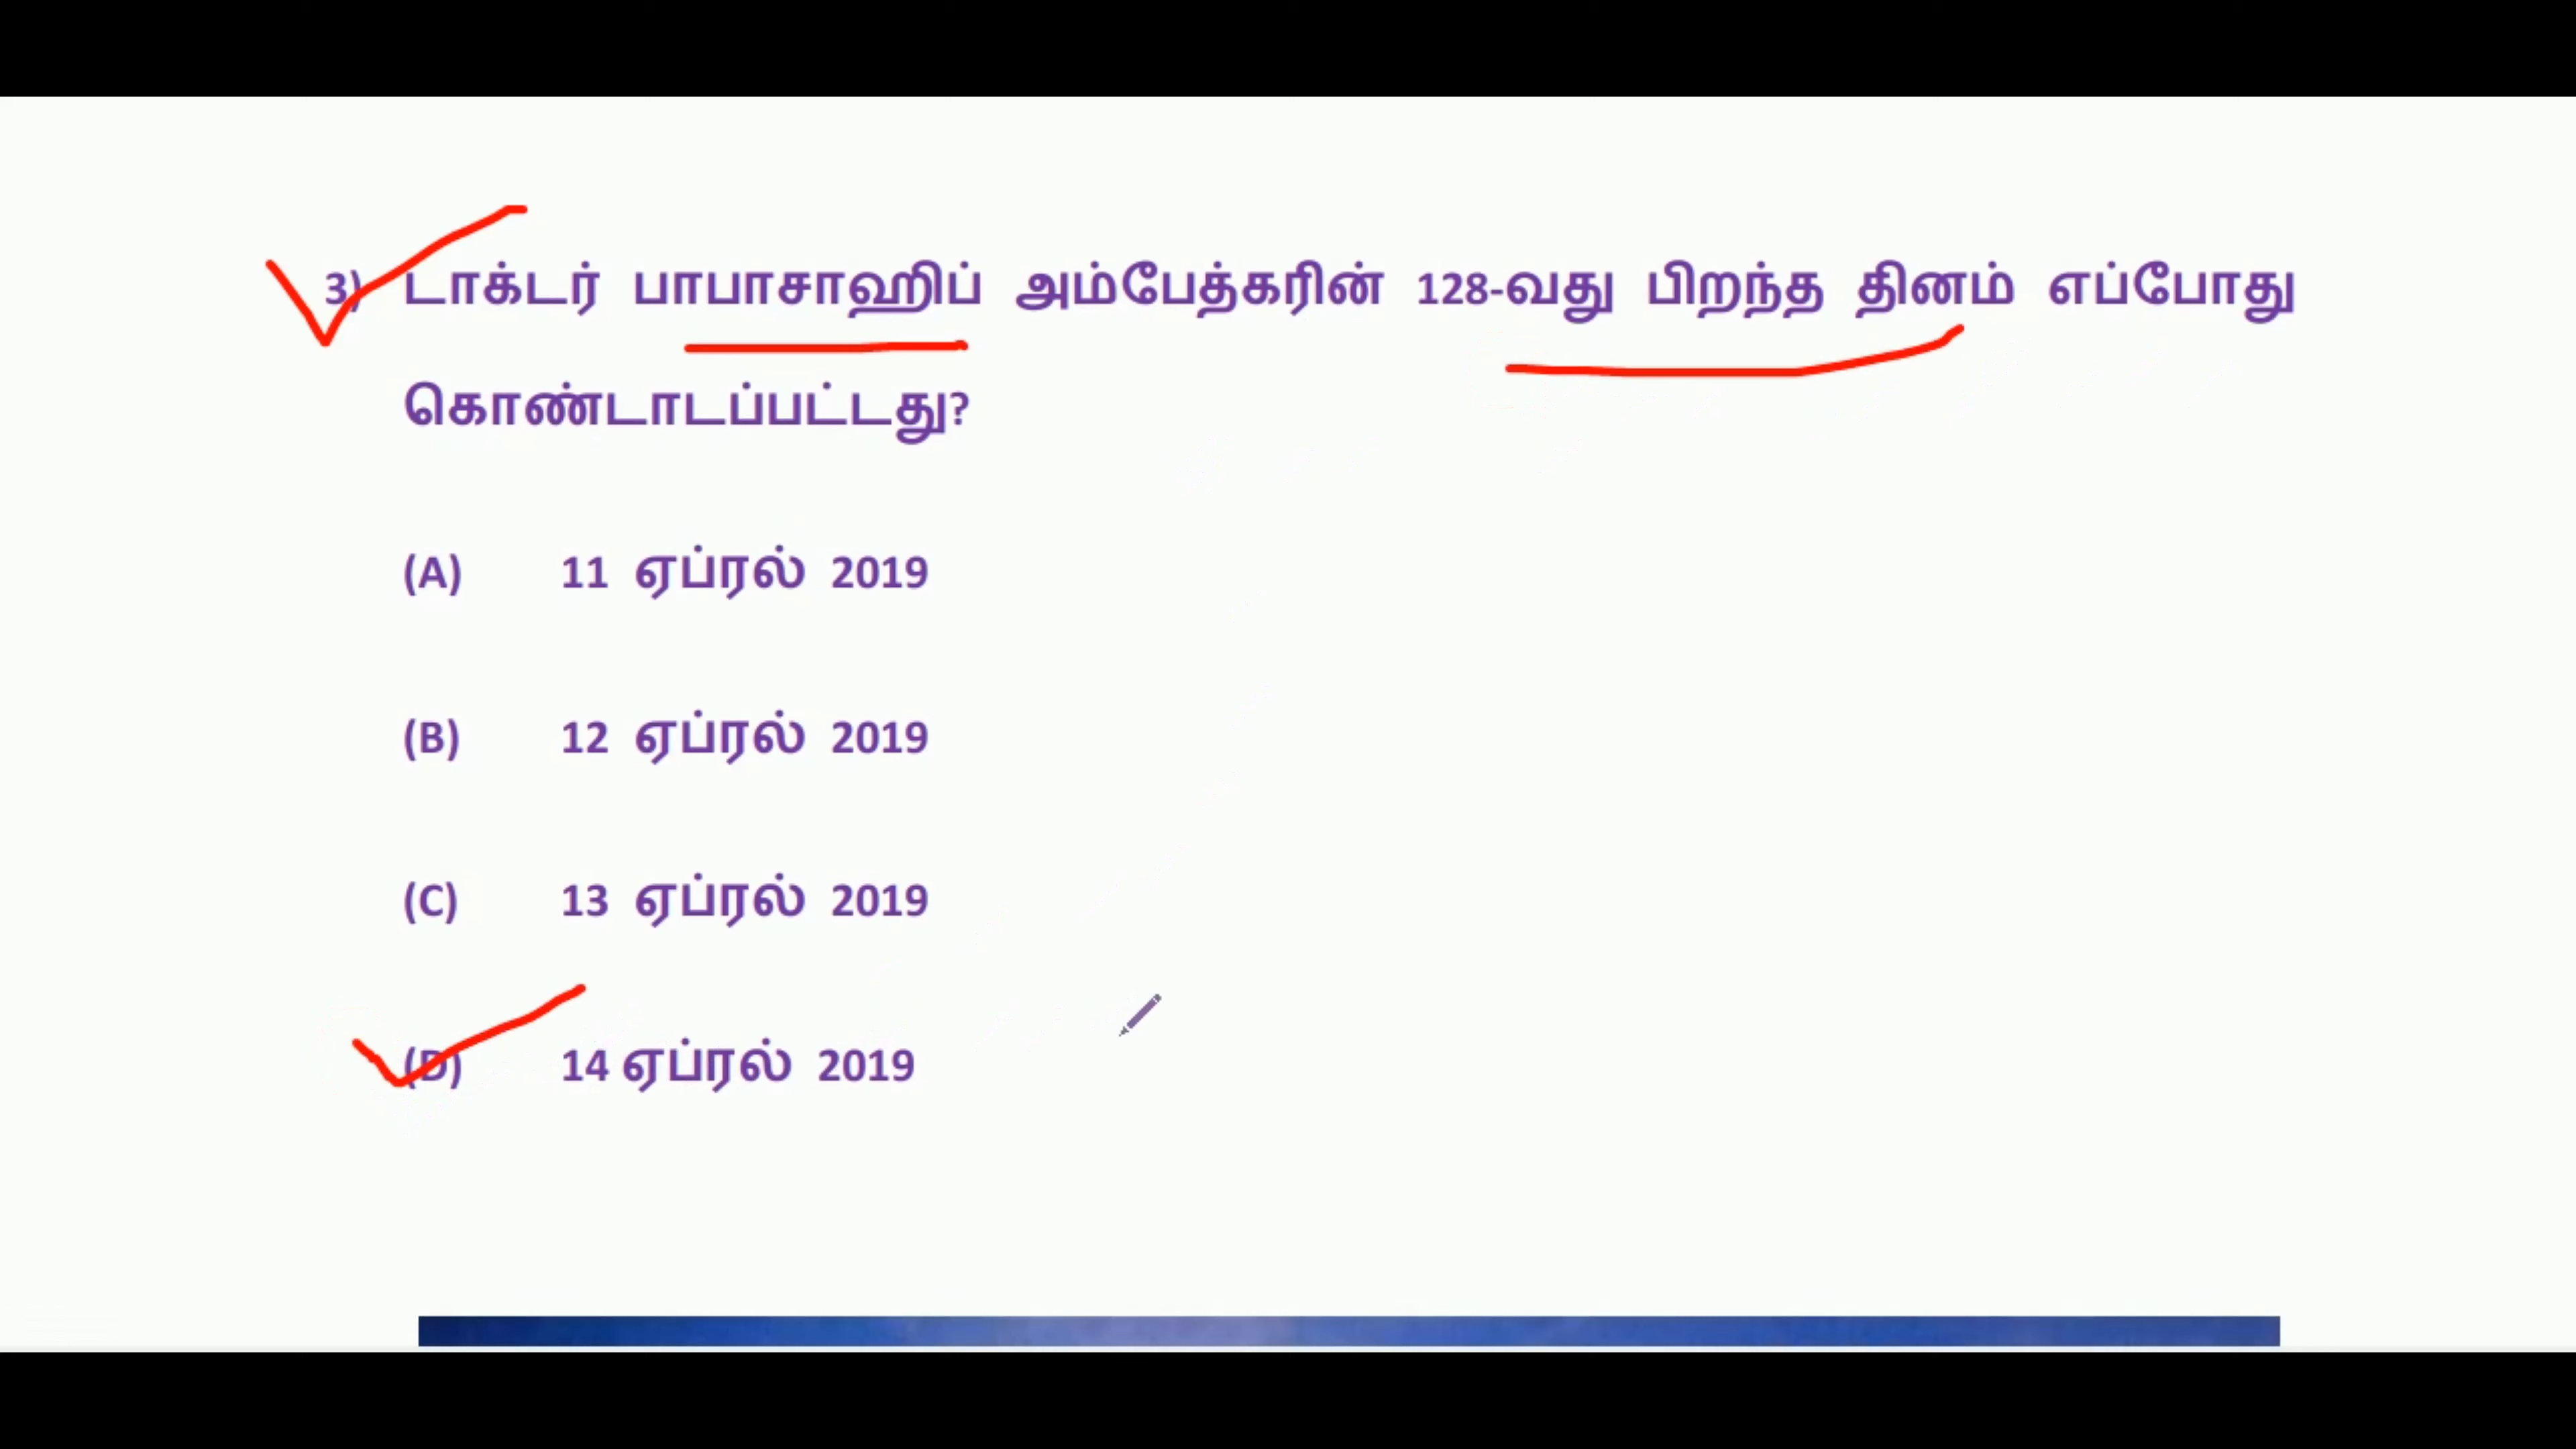 3) டாக்டர் பாபாசாஹிப் அம்பேத்கரின் 128-வது பிறந்த தினம் எப்போது
கொண்டாடப்பட்டது?
(A) 11 ஏப்ரல் 2019
(B) 12 ஏப்ரல் 2019
(C) 13 ஏப்ரல் 2019
(D) 14 ஏப்ரல் 2019